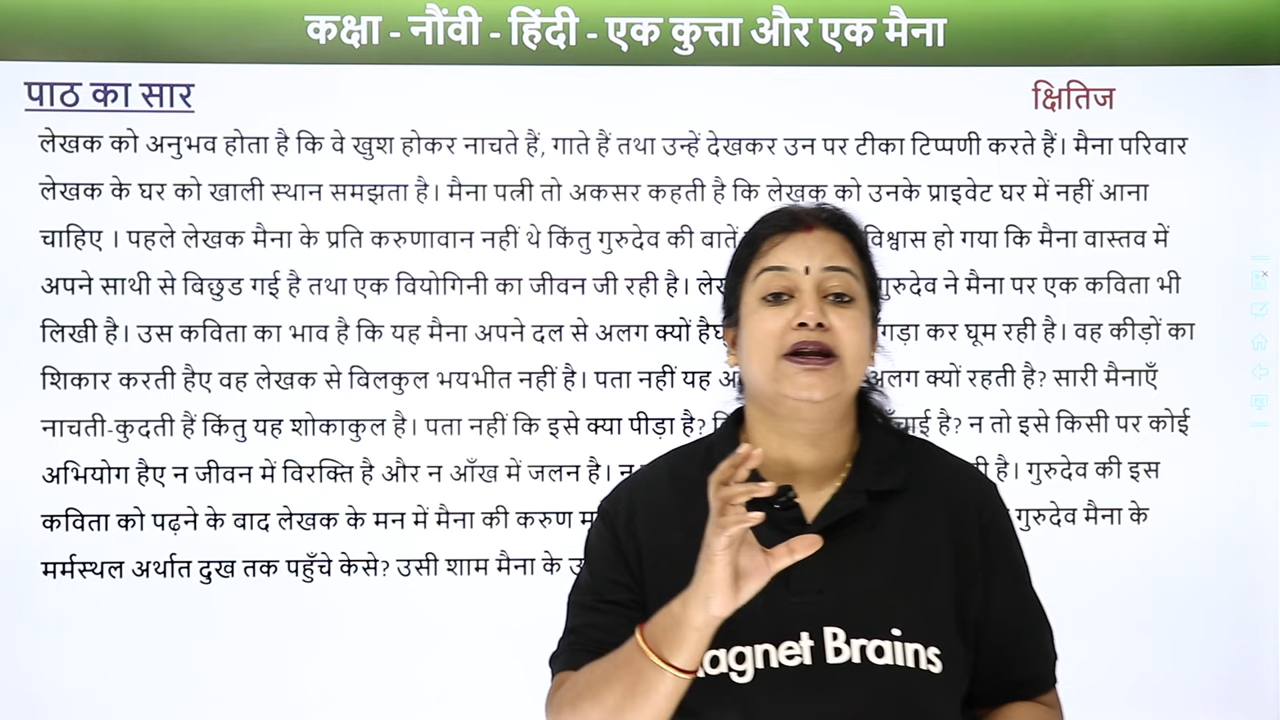 कक्षा - नौंवी - हिंदी - एक कुत्ता और एक मैना
पाठ का सार
क्षितिज
लेखक को अनुभव होता है कि वे खुश होकर नाचते हैं, गाते हैं तथा उन्हें देखकर उन पर टीका टिप्पणी करते हैं। मैना परिवार
लेखक के घर को खाली स्थान समझता है। मैना पत्नी तो अकसर कहती है कि लेखक को उनके प्राइवेट घर में नहीं आना
चाहिए । पहले लेखक मैना के प्रति करुणावान नहीं थे किंतु गुरुदेव की बातें विश्वास हो गया कि मैना वास्तव में
अपने साथी से विछुड गई है तथा एक वियोगिनी का जीवन जी रही है। गुरुदेव ने मैना पर एक कविता भी
लिखी है। उस कविता का भाव है कि यह मैना अपने दल से अलग क्यों कर घूम रही है। वह कीड़ों का
शिकार करती हैए वह लेखक से बिलकुल भयभीत नहीं है। पता नहीं यह अलग क्यों रहती है? सारी मैनाएँ
नाचती-कुदती हैं किंतु यह शोकाकुल है। पता नहीं कि इसे क्या पीड़ा है? है? न तो इसे किसी पर कोई
अभियोग हैए न जीवन में विरक्ति है और न आँख में जलन है। है। गुरुदेव की इस
कविता को पढ़ने के वाद लेखक के मन में मैना की करुण गुरुदेव मैना के
मर्मस्थल अर्थात दुख तक पहुँचे केसे? उसी शाम मैना के
agnet Brains